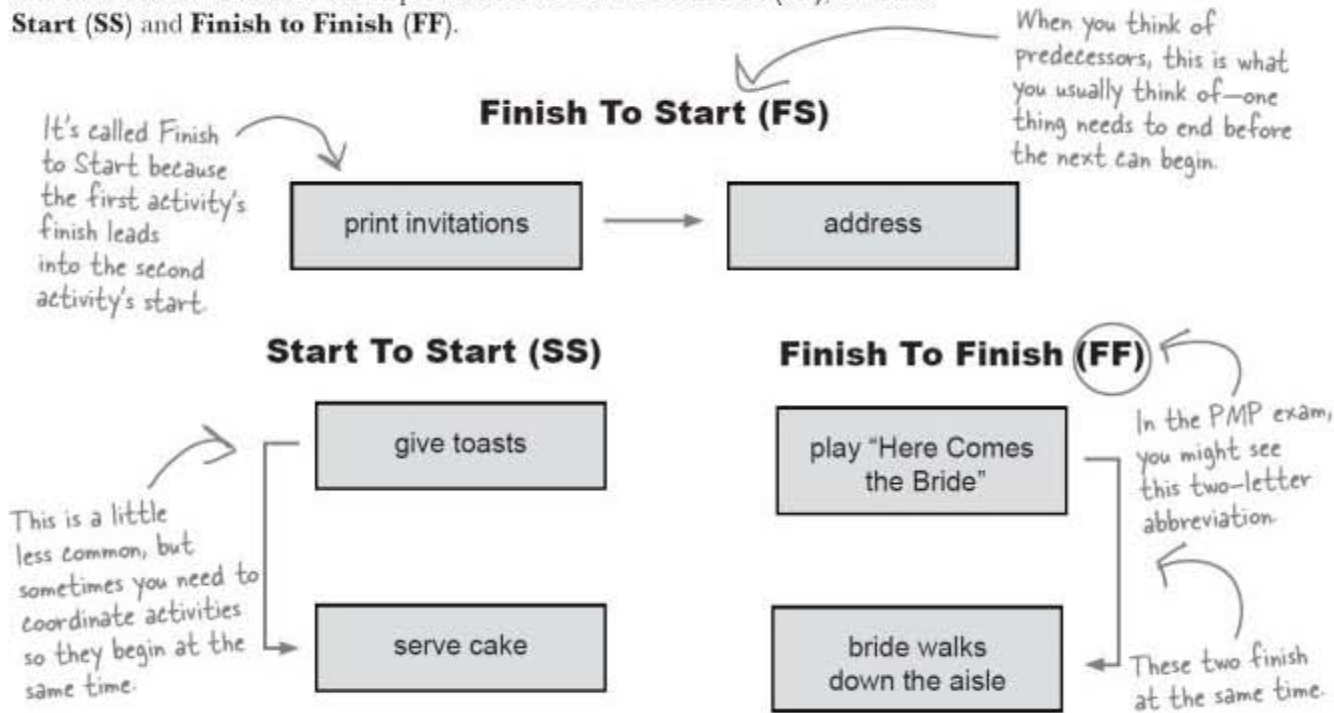 Start (SS) and Finish to Finish (FF).
When you think of
predecessors, this is what
you usually think of—one
thing needs to end before
the next can begin.
Finish To Start (FS)
It's called Finish
to Start because
the first activity's
finish leads
into the second
activity's start.
print invitations
address
Start To Start (SS)
give toasts
serve cake
This is a little
less common, but
sometimes you need to
coordinate activities
so they begin at the
same time.
Finish To Finish (FF)
play “Here Comes
the Bride”
bride walks
down the aisle
In the PMP exam,
you might see
this two-letter
abbreviation.
These two finish
at the same time.